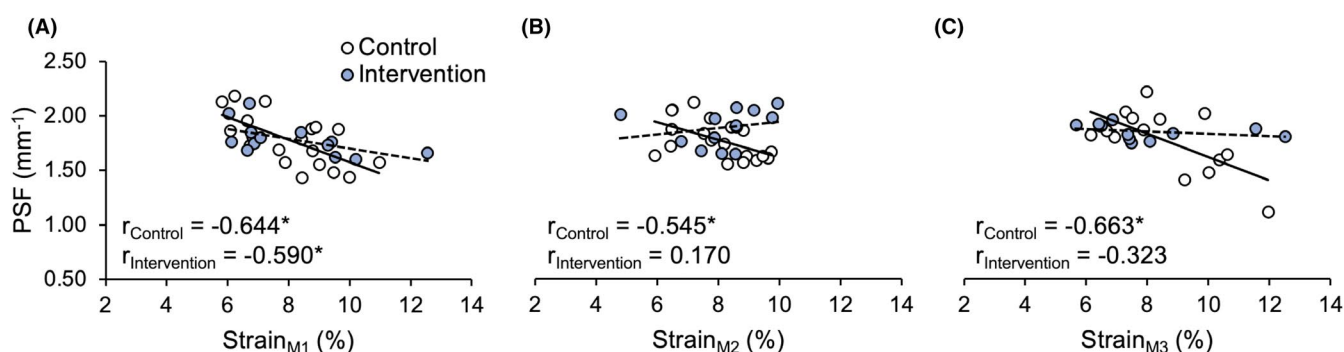 (A)
Control
Intervention
PSF (mm⁻¹)
2.50
2.00
1.50
1.00
0.50
r_Control = -0.644*
r_Intervention = -0.590*
2 4 6 8 10 12 14
Strain_M1 (%)
(B)
r_Control = -0.545*
r_Intervention = 0.170
2 4 6 8 10 12 14
Strain_M2 (%)
(C)
r_Control = -0.663*
r_Intervention = -0.323
2 4 6 8 10 12 14
Strain_M3 (%)